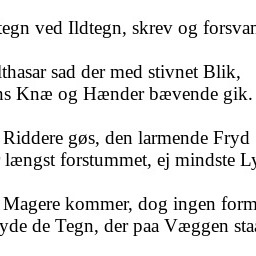 tegn ved Ildtegn, skrev og forsvan
lthasar sad der med stivnet Blik,
ns Knæ og Hænder bævende gik.
Riddere gøs, den larmende Fryd
længst forstummet, ej mindste Ly
Magere kommer, dog ingen form
yde de Tegn, der paa Væggen sta